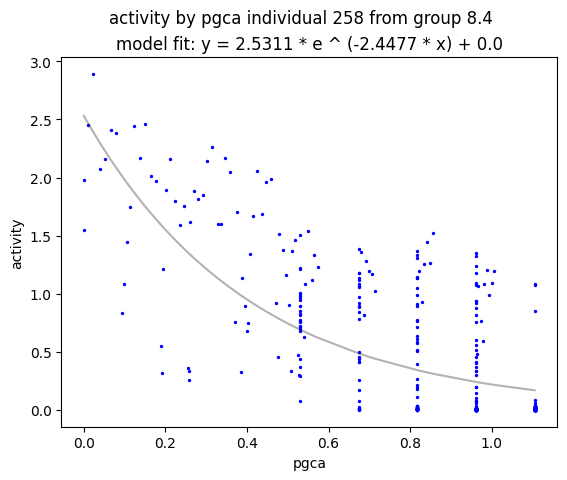 activity by pgca individual 258 from group 8.4
model fit: y = 2.5311 * e ^ (-2.4477 * x) + 0.0
3.0
2.5
2.0
1.5
1.0
0.5
0.0
activity
0.0 0.2 0.4 0.6 0.8 1.0
pgca